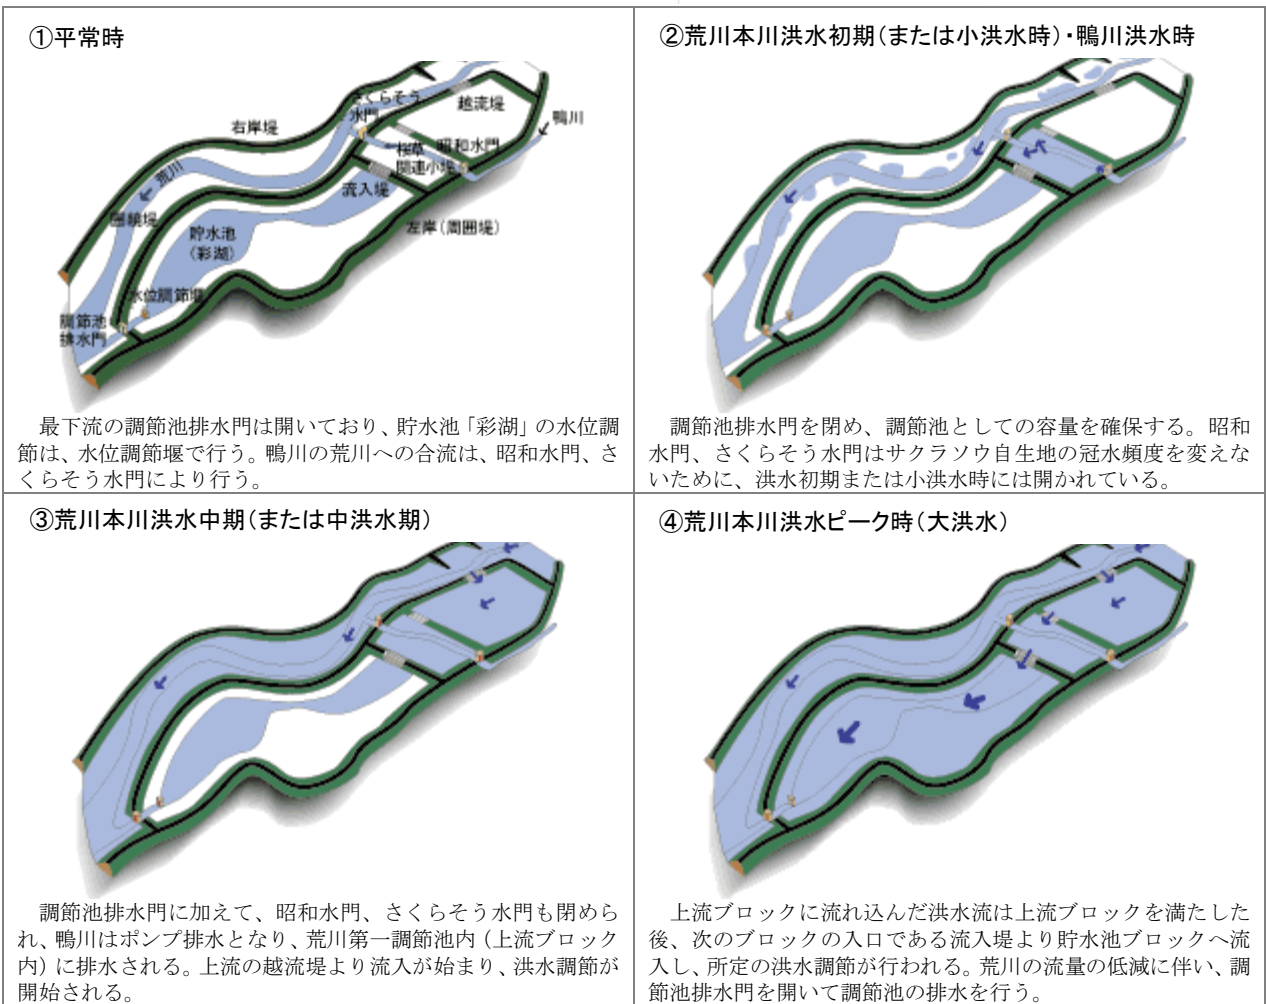 ①平常時
さくらそう
水門
越流堤
鴨川
右岸堤
桜草
関連小堤
昭和水門
荒川
流入堤
囲繞堤
貯水池
（彩湖）
左岸（周囲堤）
水位調節堰
調節池
排水門
最下流の調節池排水門は開いており、貯水池「彩湖」の水位調
節は、水位調節堰で行う。鴨川の荒川への合流は、昭和水門、さ
くらそう水門により行う。
②荒川本川洪水初期（または小洪水時）・鴨川洪水時
調節池排水門を閉め、調節池としての容量を確保する。昭和
水門、さくらそう水門はサクラソウ自生地の冠水頻度を変えな
いために、洪水初期または小洪水時には開かれている。
③荒川本川洪水中期（または中洪水期）
調節池排水門に加えて、昭和水門、さくらそう水門も閉めら
れ、鴨川はポンプ排水となり、荒川第一調節池内（上流ブロック
内）に排水される。上流の越流堤より流入が始まり、洪水調節が
開始される。
④荒川本川洪水ピーク時（大洪水）
上流ブロックに流れ込んだ洪水流は上流ブロックを満たした
後、次のブロックの入口である流入堤より貯水池ブロックへ流
入し、所定の洪水調節が行われる。荒川の流量の低減に伴い、調
節池排水門を開いて調節池の排水を行う。